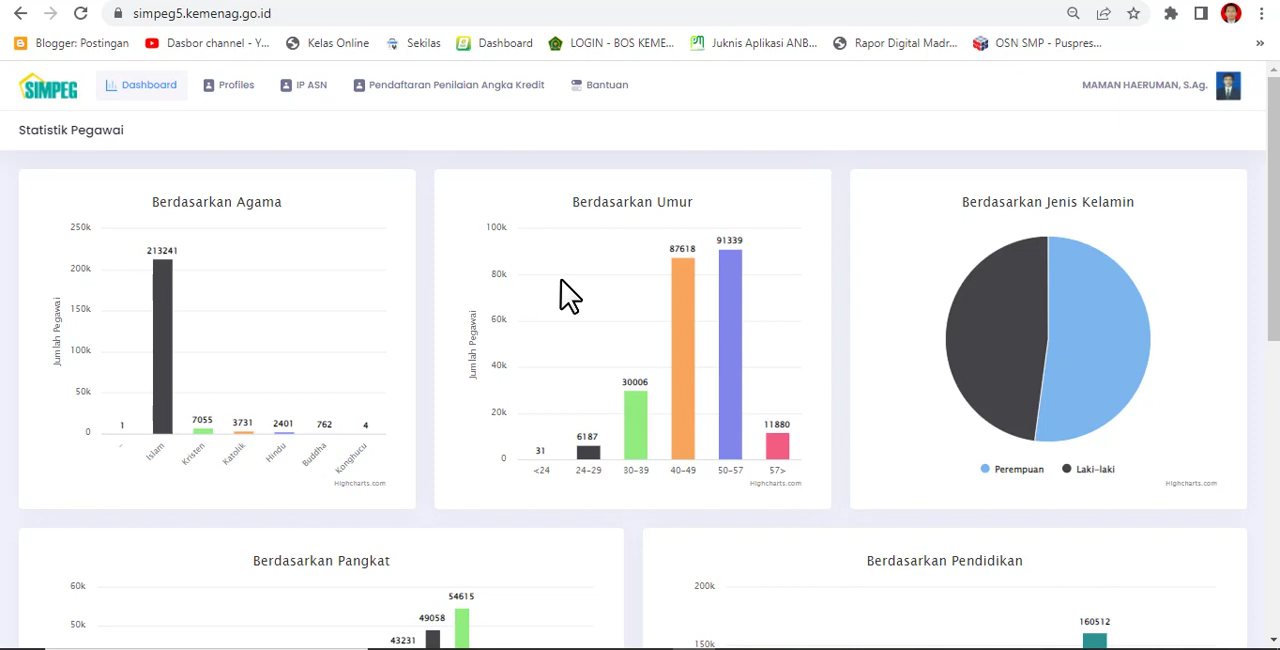 simpeg5.kemenag.go.id
Blogger: Postingan
Dasbor channel - Y...
Kelas Online
Sekilas
Dashboard
LOGIN - BOS KEME...
Juknis Aplikasi ANB...
Rapor Digital Madr...
OSN SMP - Puspres...
»
SIMPEG
Dashboard
Profiles
IP ASN
Pendaftaran Penilaian Angka Kredit
Bantuan
MAMAN HAERUMAN, S.Ag.
Statistik Pegawai
Berdasarkan Agama
Jumlah Pegawai
250k
200k
150k
100k
50k
0
1
213241
7055
3731
2401
762
4
-
Islam
Kristen
Katolik
Hindu
Buddha
Konghucu
Highcharts.com
Berdasarkan Umur
Jumlah Pegawai
100k
80k
60k
40k
20k
0
31
6187
30006
87618
91339
11880
<24
24-29
30-39
40-49
50-57
57>
Highcharts.com
Berdasarkan Jenis Kelamin
Perempuan
Laki-laki
Highcharts.com
Berdasarkan Pangkat
60k
50k
43231
49058
54615
Berdasarkan Pendidikan
200k
150k
160512